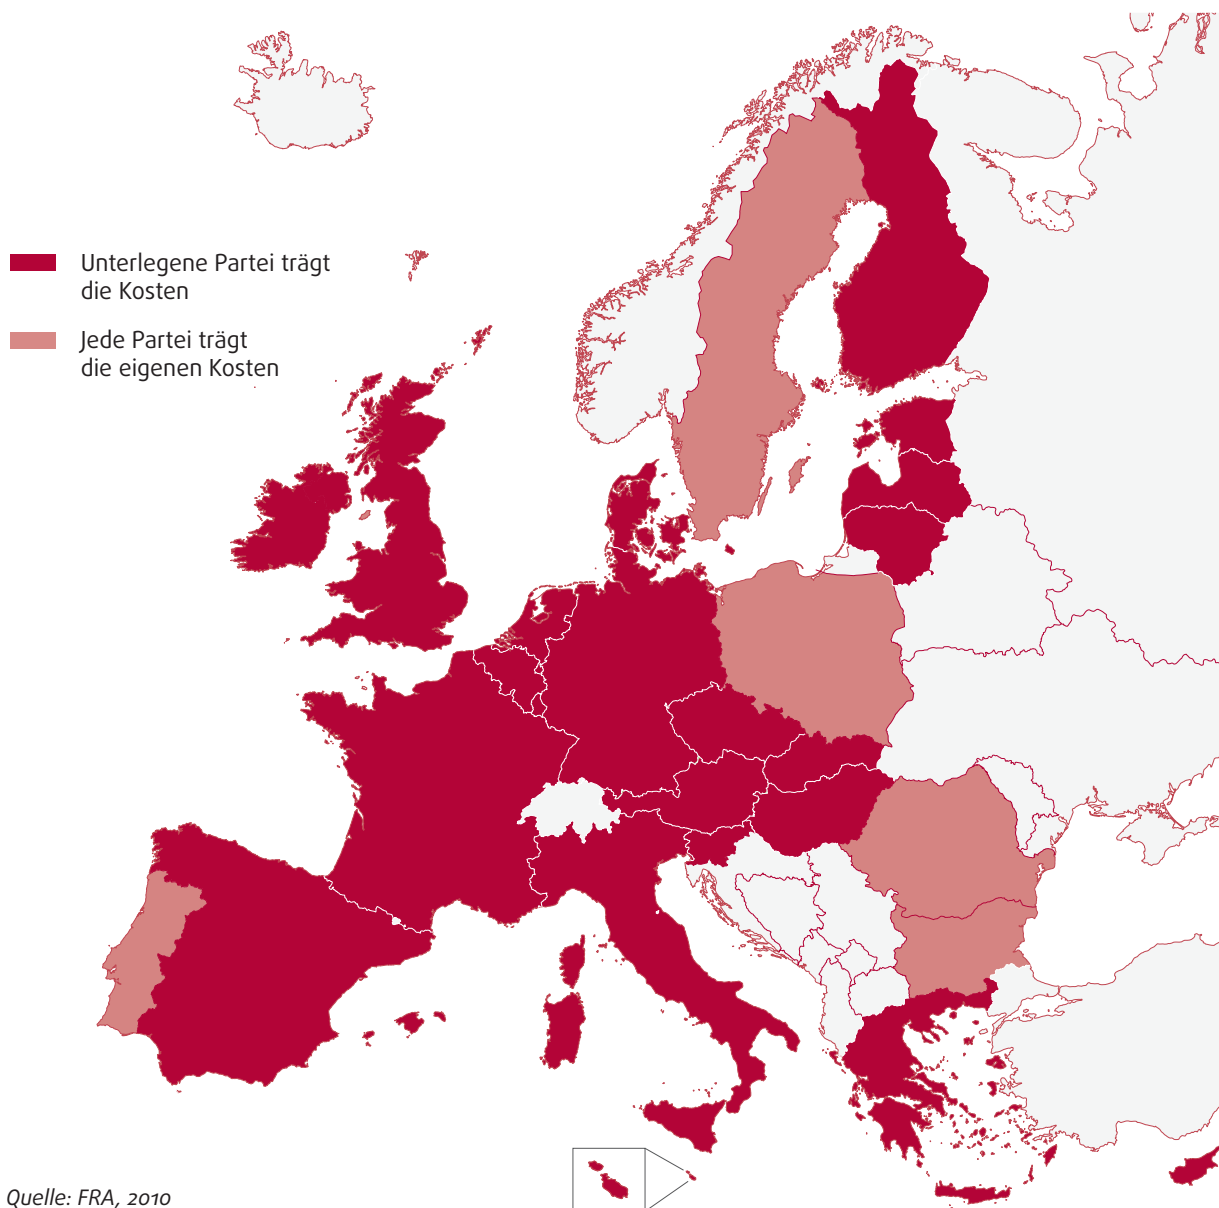 Unterlegene Partei trägt
die Kosten
Jede Partei trägt
die eigenen Kosten
Quelle: FRA, 2010